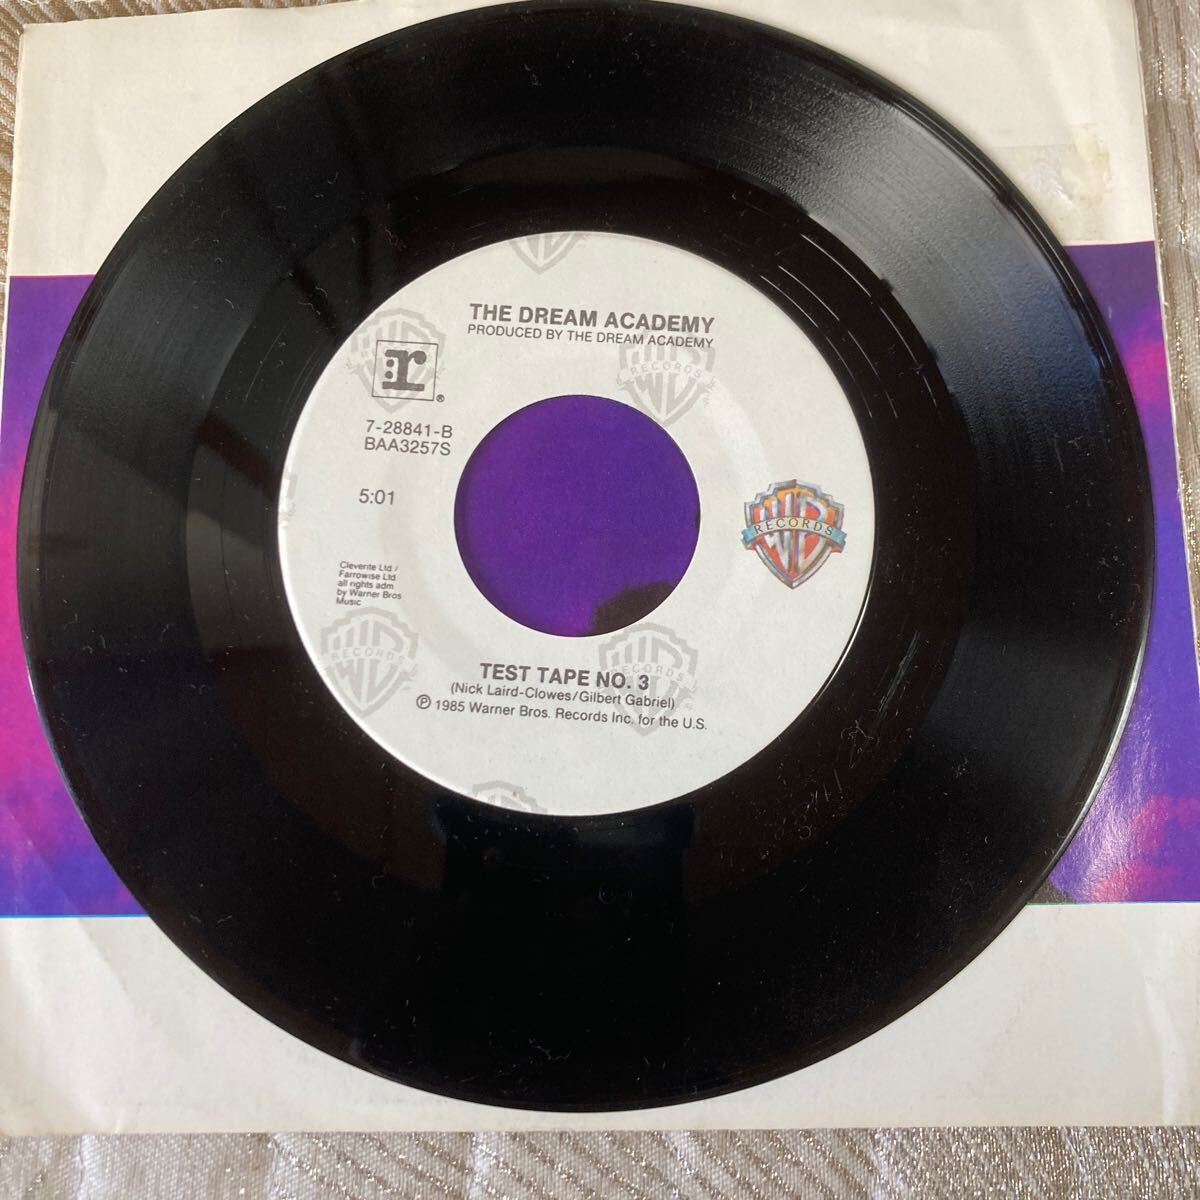 THE DREAM ACADEMY
PRODUCED BY THE DREAM ACADEMY
r®
7-28841-B
BAA3257S
5:01
Cleverite Ltd /
Farrowise Ltd
all rights adm
by Warner Bros
Music
WB
RECORDS
TEST TAPE NO. 3
(Nick Laird-Clowes/Gilbert Gabriel)
℗ 1985 Warner Bros. Records Inc. for the U.S.